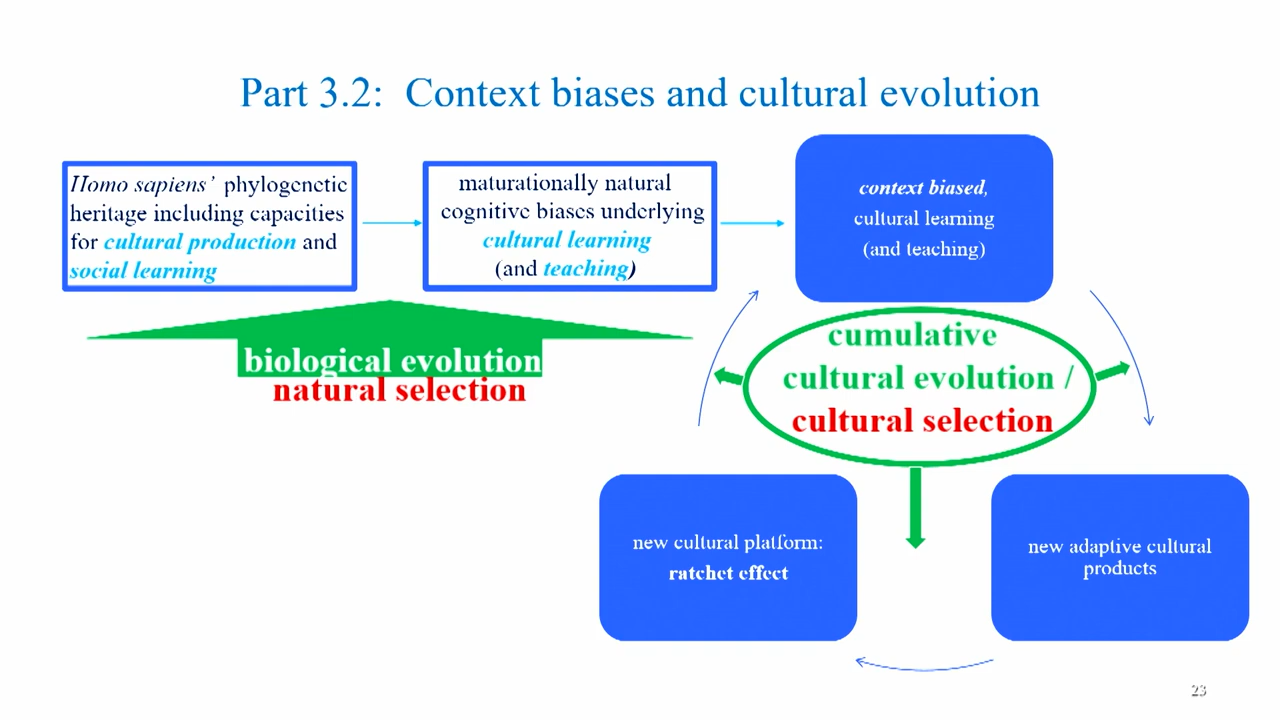 Part 3.2: Context biases and cultural evolution
Homo sapiens’ phylogenetic
heritage including capacities
for cultural production and
social learning
maturationally natural
cognitive biases underlying
cultural learning
(and teaching)
context biased,
cultural learning
(and teaching)
biological evolution
natural selection
cumulative
cultural evolution /
cultural selection
new cultural platform:
ratchet effect
new adaptive cultural
products
23